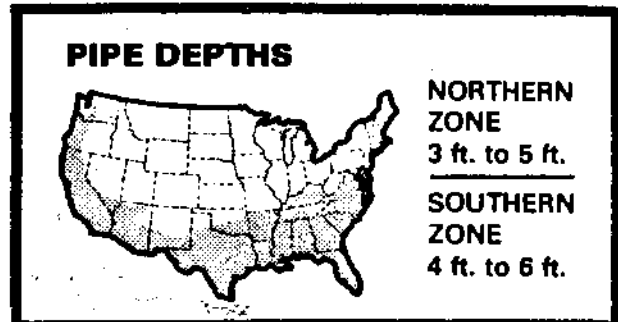 PIPE DEPTHS
NORTHERN
ZONE
3 ft. to 5 ft.
SOUTHERN
ZONE
4 ft. to 6 ft.